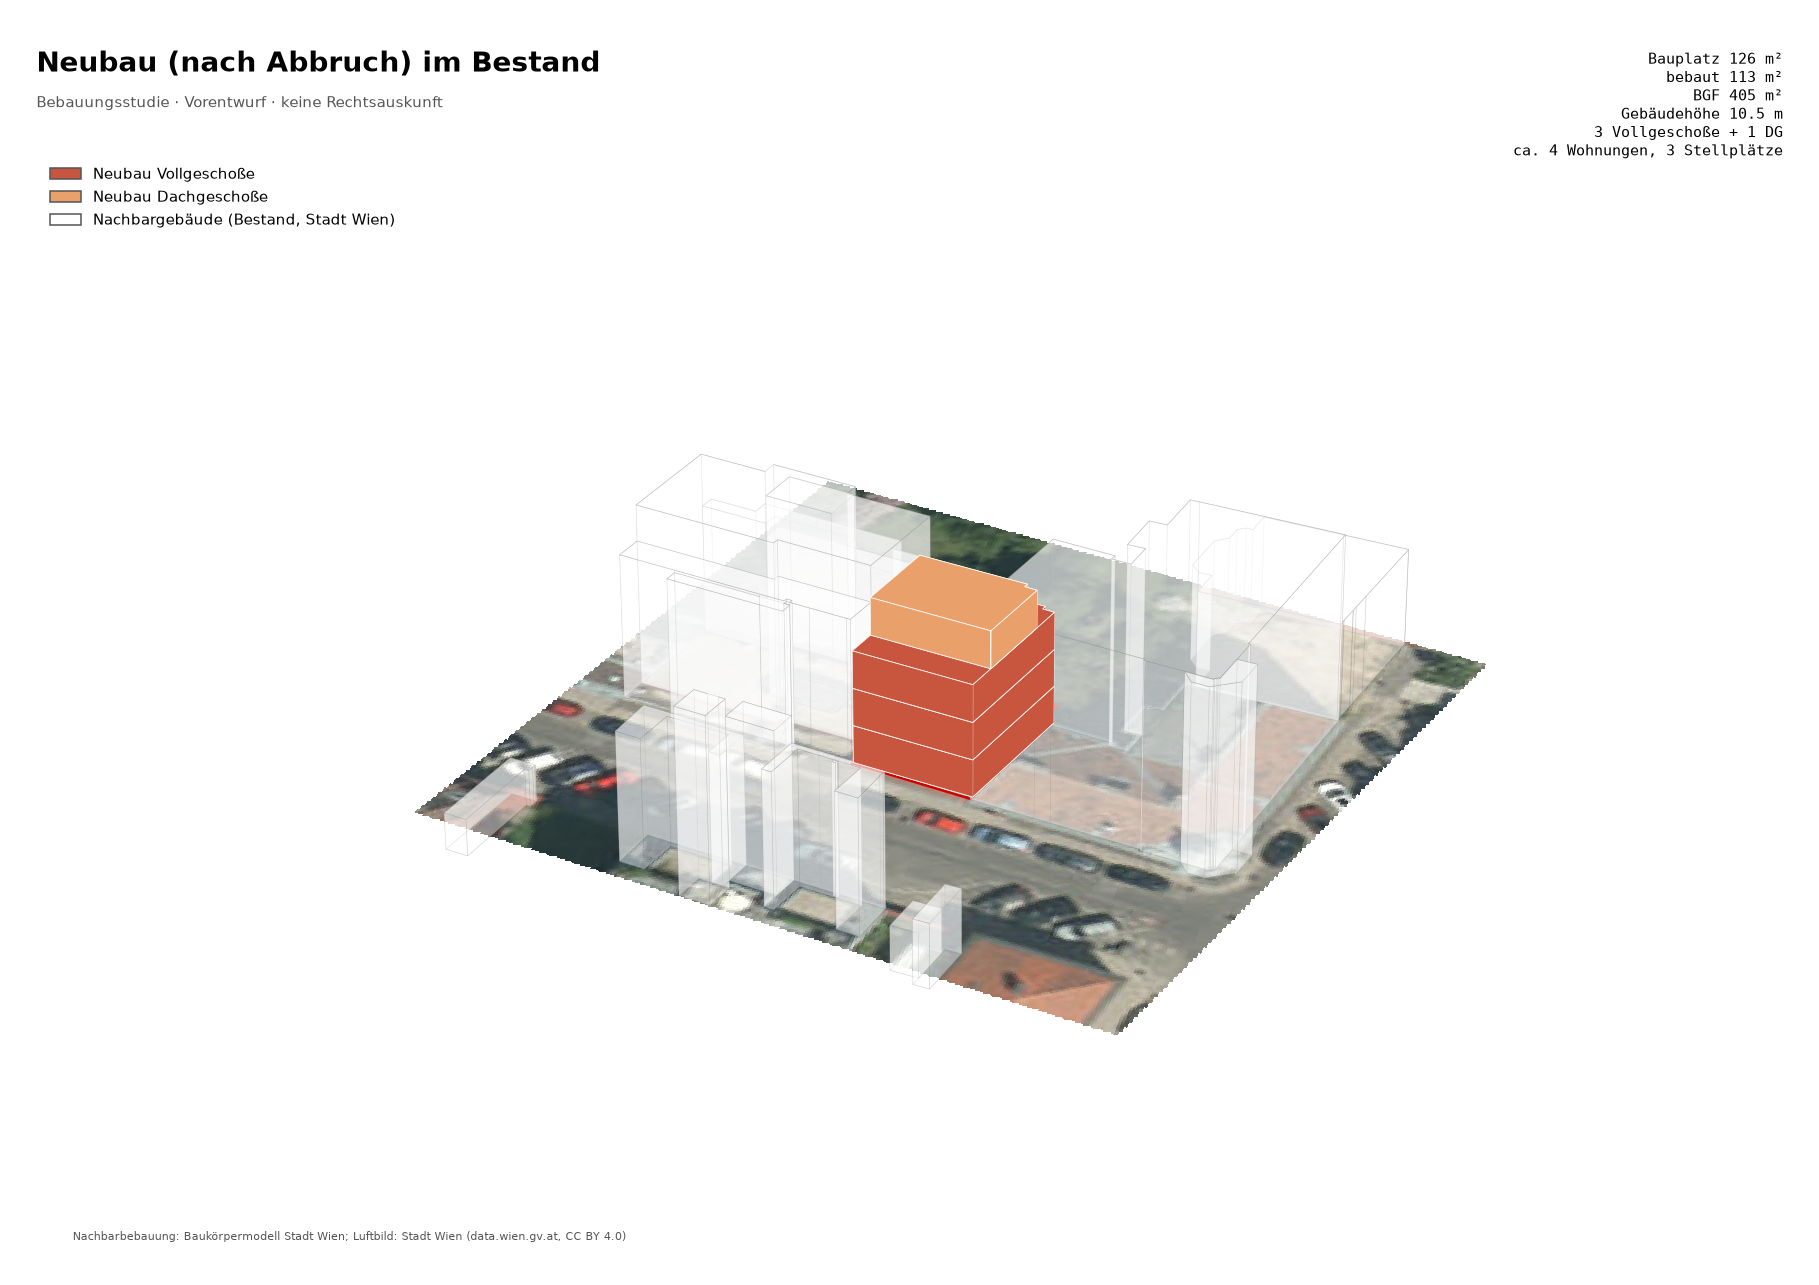 Neubau (nach Abbruch) im Bestand
Bebauungsstudie · Vorentwurf · keine Rechtsauskunft
Bauplatz 126 m²
bebaut 113 m²
BGF 405 m²
Gebäudehöhe 10.5 m
3 Vollgeschoße + 1 DG
ca. 4 Wohnungen, 3 Stellplätze
Neubau Vollgeschoße
Neubau Dachgeschoße
Nachbargebäude (Bestand, Stadt Wien)
Nachbarbebauung: Baukörpermodell Stadt Wien; Luftbild: Stadt Wien (data.wien.gv.at, CC BY 4.0)